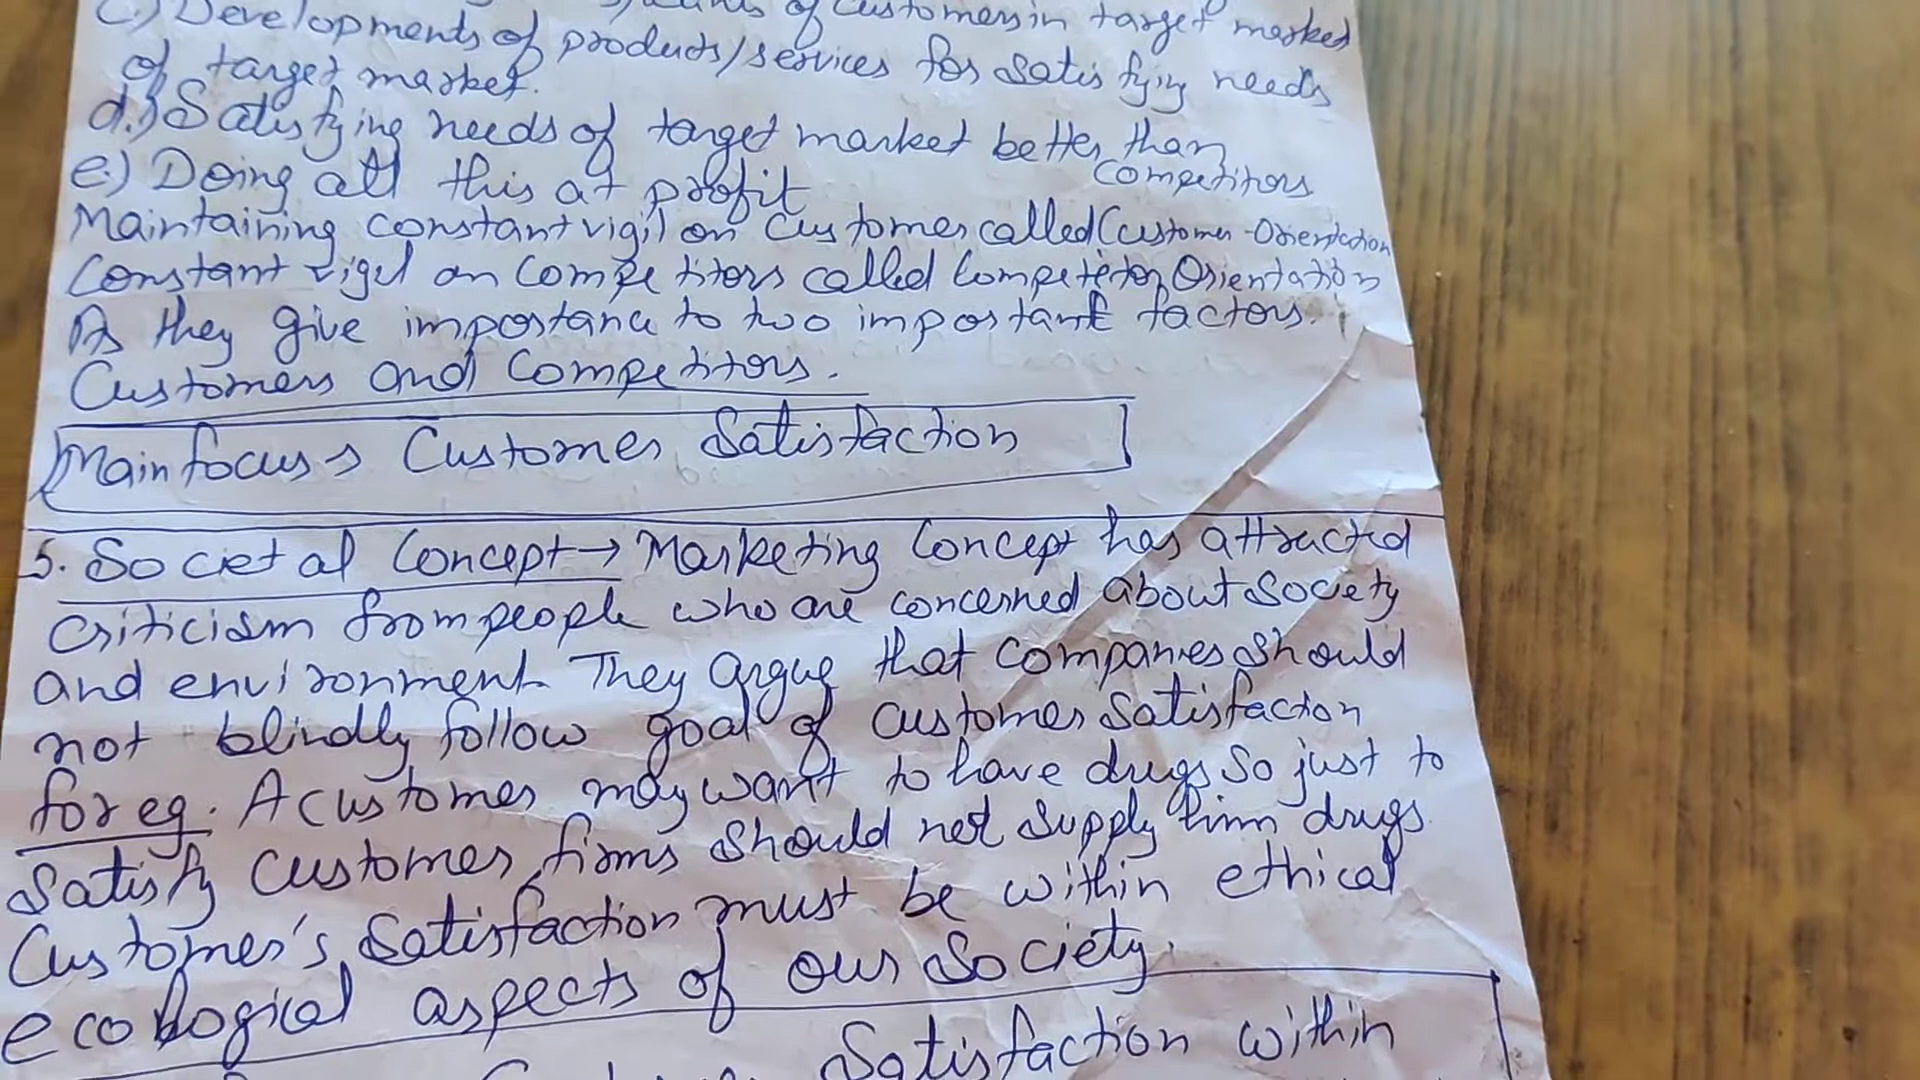 c.) Developments of products/services for satisfying needs of customers in target market
of target market.
d.) Satisfying needs of target market better than
competitors
e.) Doing all this at profit
Maintaining constant vigil on customer called Customer-Orientation
Constant vigil on competitors called Competitor Orientation
As they give importance to two important factors.
Customers and Competitors.
Main focus → Customer Satisfaction
5. Societal Concept → Marketing Concept has attracted
criticism from people who are concerned about society
and environment. They argue that companies should
not blindly follow goal of customer satisfaction
for eg. A customer may want to have drugs so just to
satisfy customer, firms should not supply him drugs.
Customer's satisfaction must be within ethical
ecological aspects of our society.
Satisfaction within